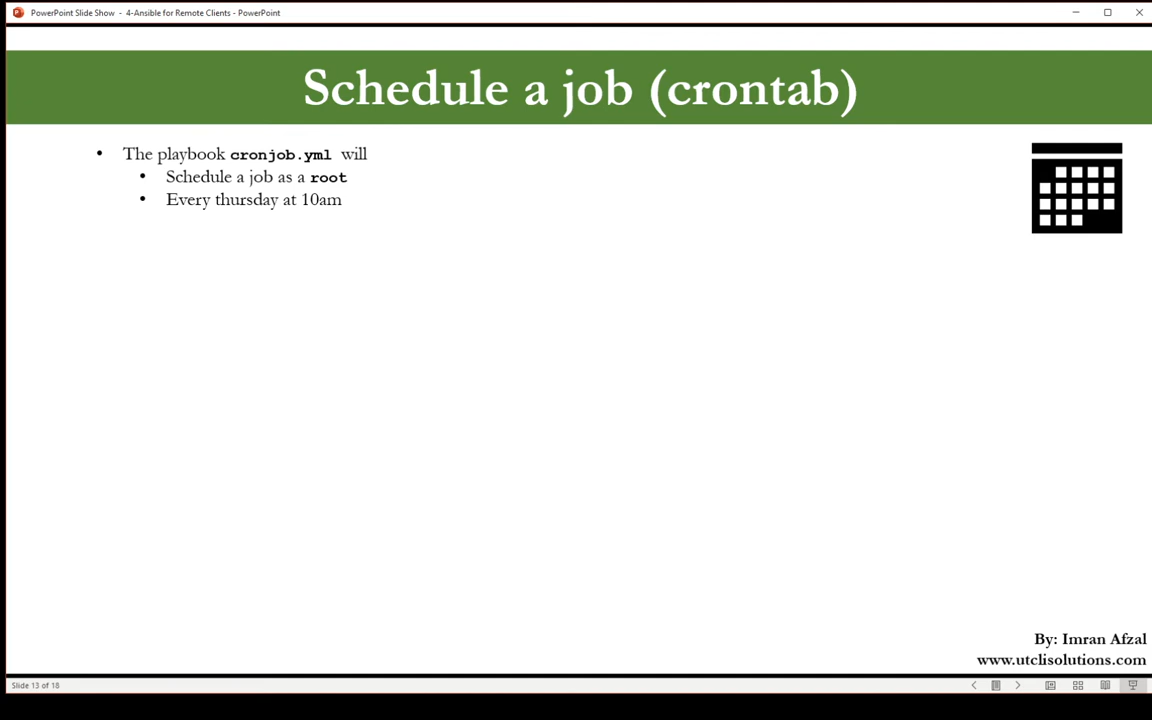 PowerPoint Slide Show - 4-Ansible for Remote Clients - PowerPoint
Schedule a job (crontab)
• The playbook cronjob.yml will
• Schedule a job as a root
• Every thursday at 10am
By: Imran Afzal
www.utclisolutions.com
Slide 13 of 18